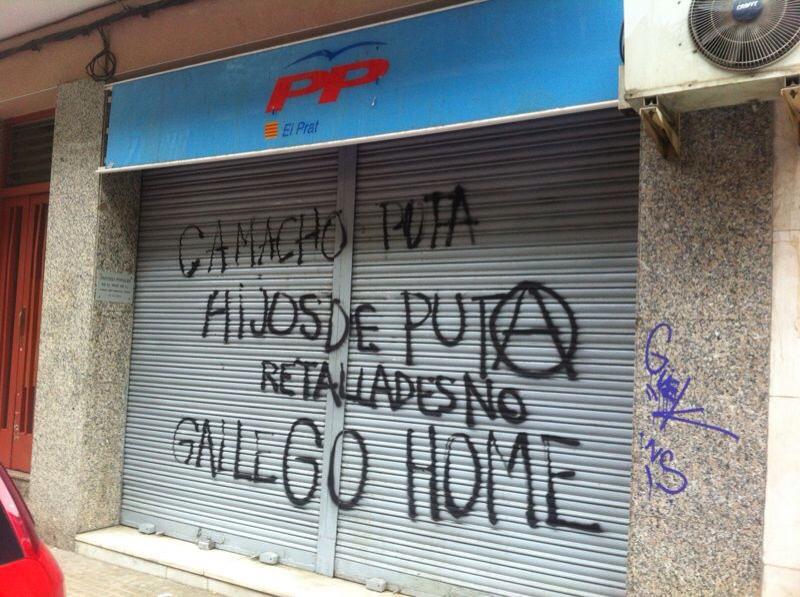 PP
El Prat
CAMACHO PUTA
HIJOS DE PUTA
RETALLADES NO
GALLEGO HOME